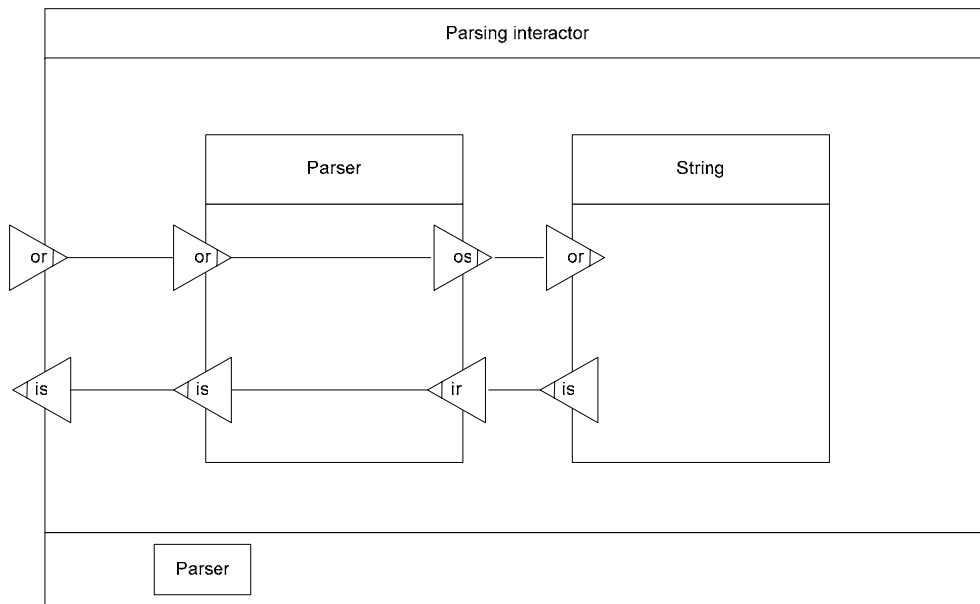 Parsing interactor
Parser
String
or
or
os
or
is
is
ir
is
Parser